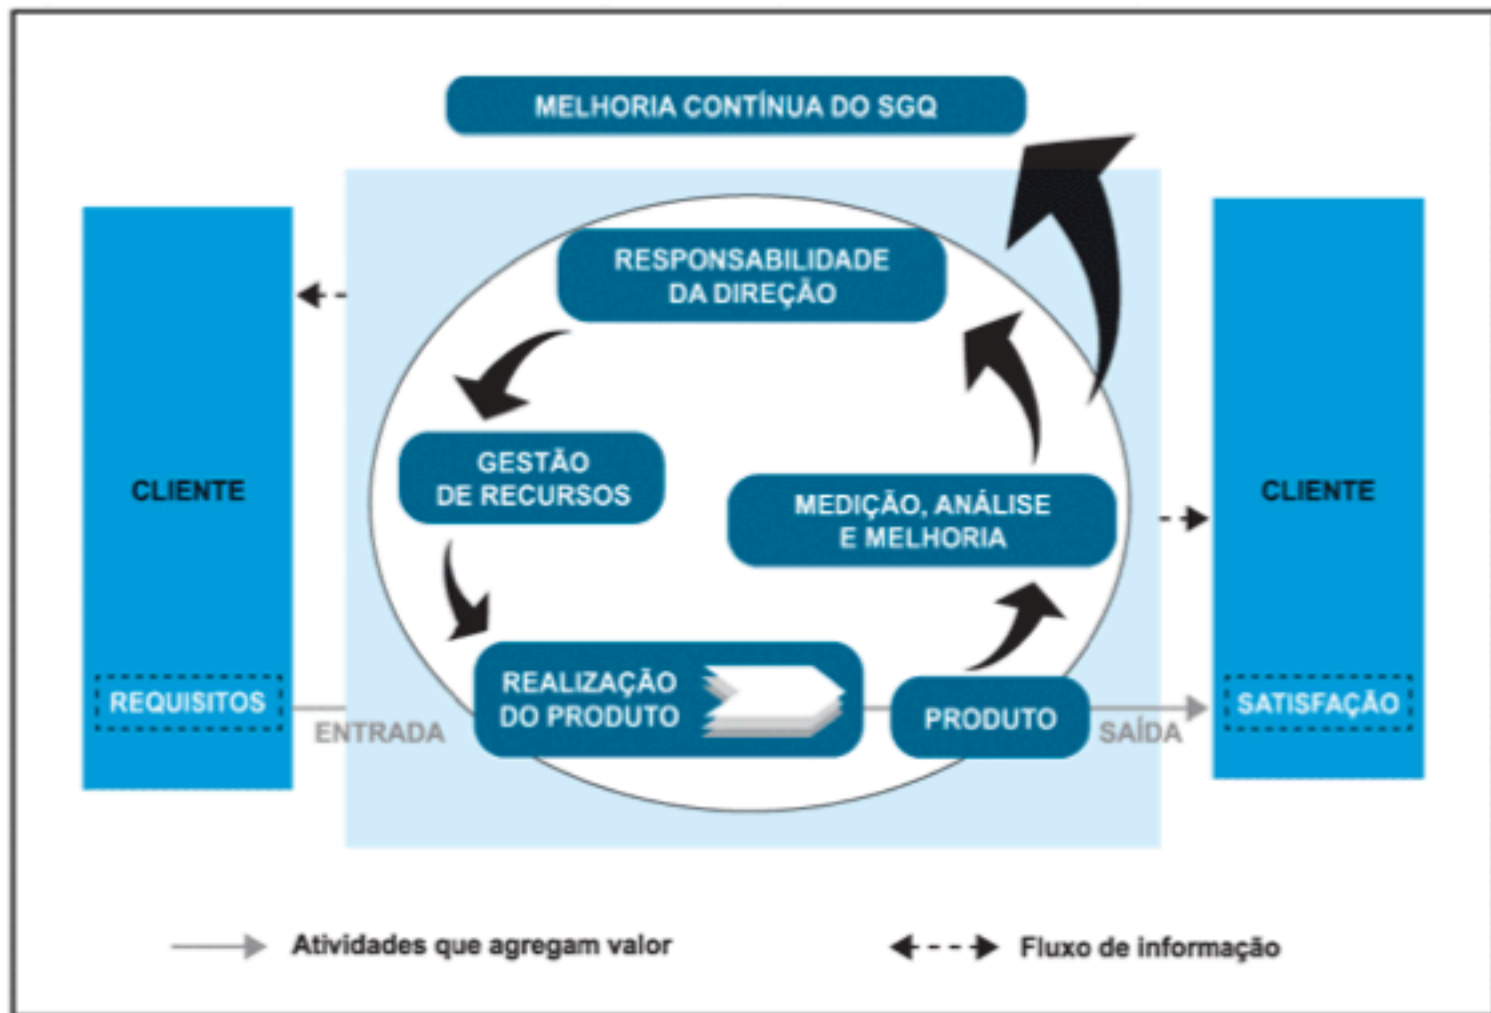 MELHORIA CONTÍNUA DO SGQ
RESPONSABILIDADE
DA DIREÇÃO
GESTÃO
DE RECURSOS
CLIENTE
MEDIÇÃO, ANÁLISE
E MELHORIA
CLIENTE
REQUISITOS
ENTRADA
REALIZAÇÃO
DO PRODUTO
PRODUTO
SAÍDA
SATISFAÇÃO
Atividades que agregam valor
Fluxo de informação